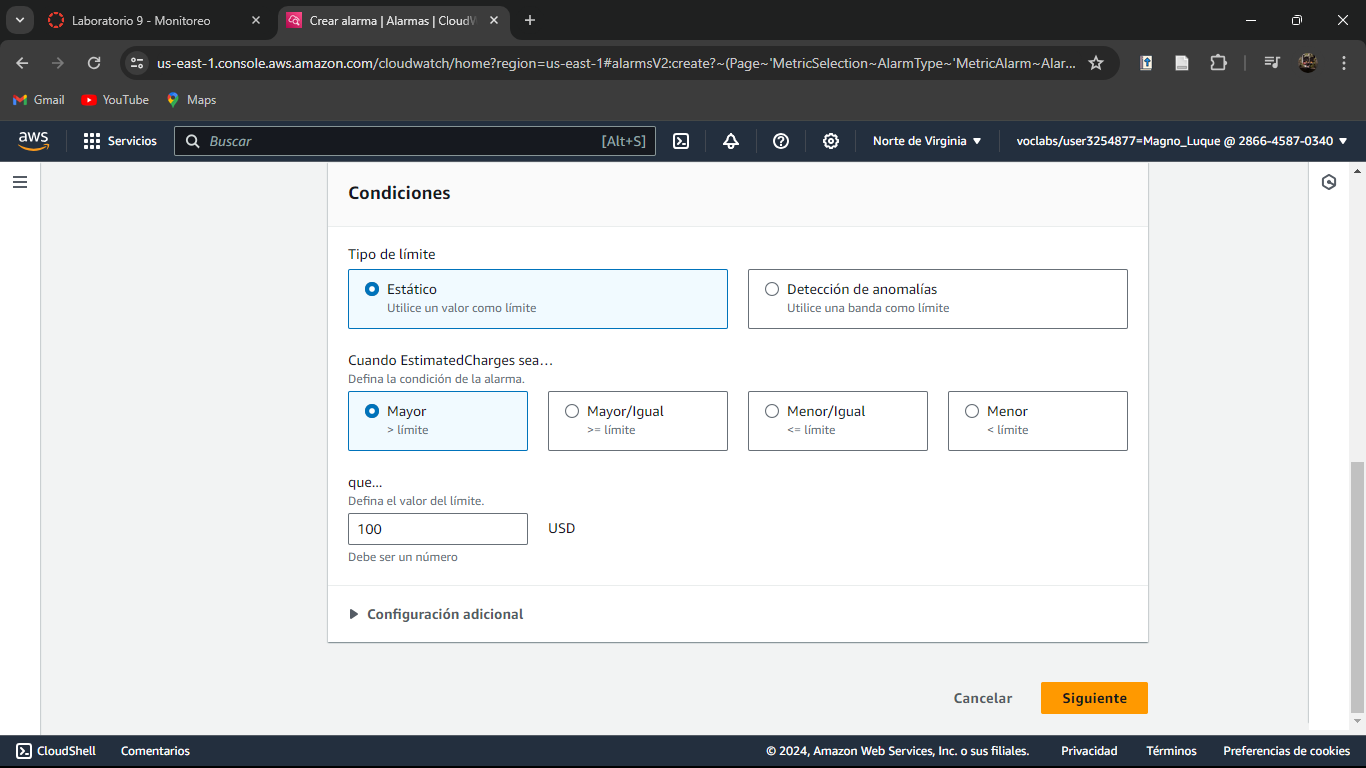 Laboratorio 9 - Monitoreo
Crear alarma | Alarmas | CloudW
us-east-1.console.aws.amazon.com/cloudwatch/home?region=us-east-1#alarmsV2:create?~(Page~'MetricSelection~AlarmType~'MetricAlarm~Alar...
Gmail YouTube Maps
aws Servicios Buscar [Alt+S] Norte de Virginia voclabs/user3254877=Magno_Luque @ 2866-4587-0340
Condiciones
Tipo de límite
Estático Detección de anomalías
Utilice un valor como límite Utilice una banda como límite
Cuando EstimatedCharges sea…
Defina la condición de la alarma.
Mayor Mayor/Igual Menor/Igual Menor
> límite >= límite <= límite < límite
que...
Defina el valor del límite.
100 USD
Debe ser un número
Configuración adicional
Cancelar Siguiente
CloudShell Comentarios © 2024, Amazon Web Services, Inc. o sus filiales. Privacidad Términos Preferencias de cookies